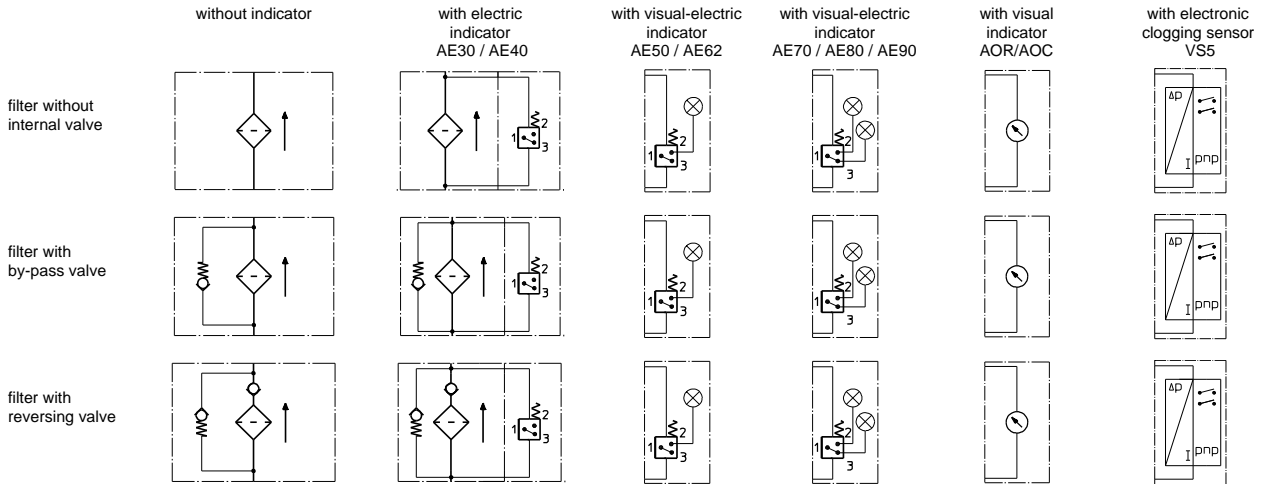 without indicator
with electric
indicator
AE30 / AE40
with visual-electric
indicator
AE50 / AE62
with visual-electric
indicator
AE70 / AE80 / AE90
with visual
indicator
AOR/AOC
with electronic
clogging sensor
VS5
filter without
internal valve
1 2 3
1 2 3
1 2 3
Δp
I pnp
filter with
by-pass valve
1 2 3
1 2 3
1 2 3
Δp
I pnp
filter with
reversing valve
1 2 3
1 2 3
1 2 3
Δp
I pnp